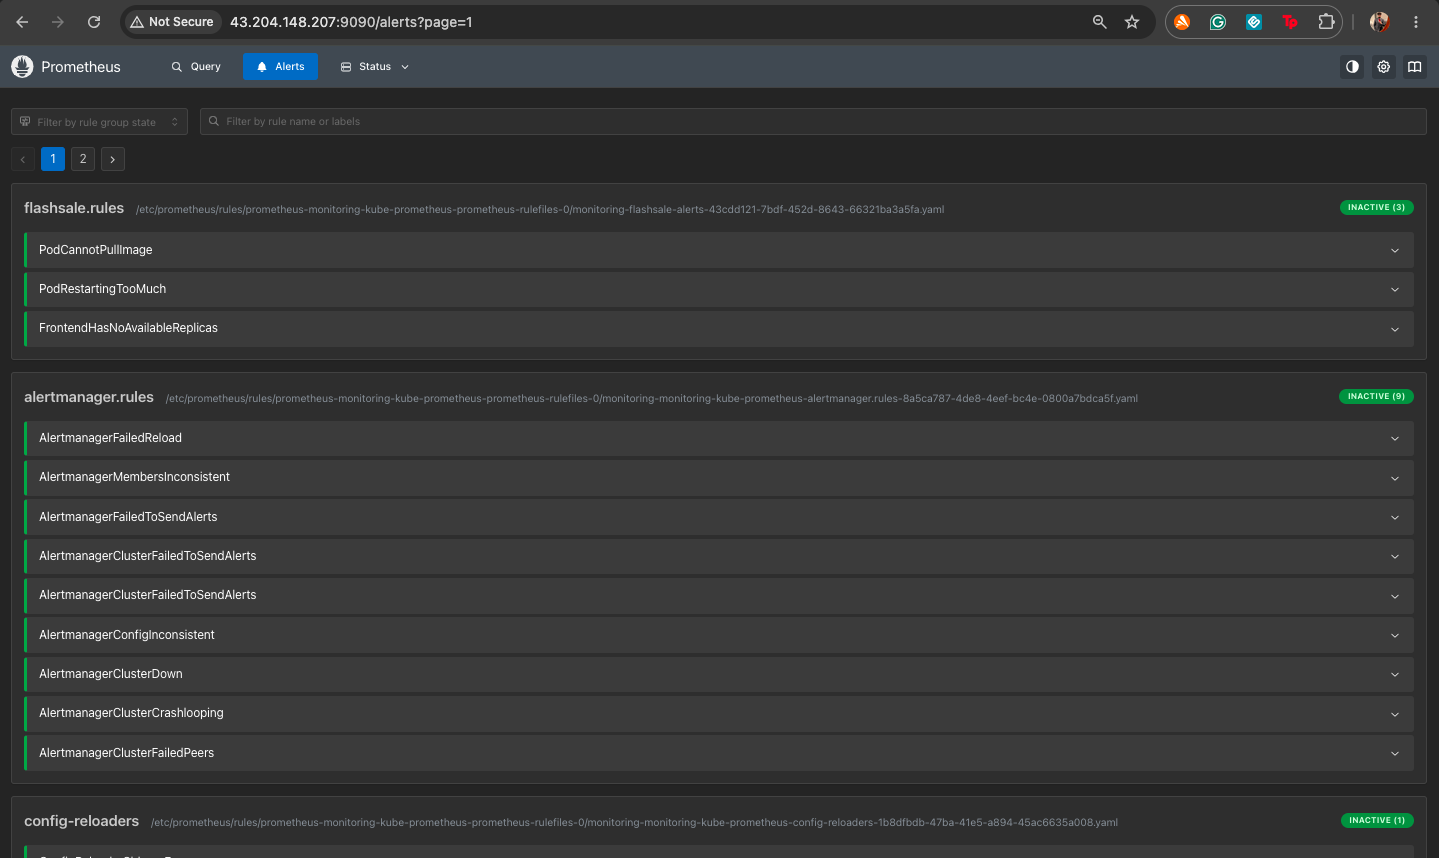 Not Secure 43.204.148.207:9090/alerts?page=1
Prometheus Query Alerts Status
Filter by rule group state Filter by rule name or labels
1 2
flashsale.rules /etc/prometheus/rules/prometheus-monitoring-kube-prometheus-prometheus-rulefiles-0/monitoring-flashsale-alerts-43cdd121-7bdf-452d-8643-66321ba3a5fa.yaml INACTIVE (3)
PodCannotPullImage
PodRestartingTooMuch
FrontendHasNoAvailableReplicas
alertmanager.rules /etc/prometheus/rules/prometheus-monitoring-kube-prometheus-prometheus-rulefiles-0/monitoring-monitoring-kube-prometheus-alertmanager.rules-8a5ca787-4de8-4eef-bc4e-0800a7bdca5f.yaml INACTIVE (9)
AlertmanagerFailedReload
AlertmanagerMembersInconsistent
AlertmanagerFailedToSendAlerts
AlertmanagerClusterFailedToSendAlerts
AlertmanagerClusterFailedToSendAlerts
AlertmanagerConfigInconsistent
AlertmanagerClusterDown
AlertmanagerClusterCrashlooping
AlertmanagerClusterFailedPeers
config-reloaders /etc/prometheus/rules/prometheus-monitoring-kube-prometheus-prometheus-rulefiles-0/monitoring-monitoring-kube-prometheus-config-reloaders-1b8dfbdb-47ba-41e5-a894-45ac6635a008.yaml INACTIVE (1)